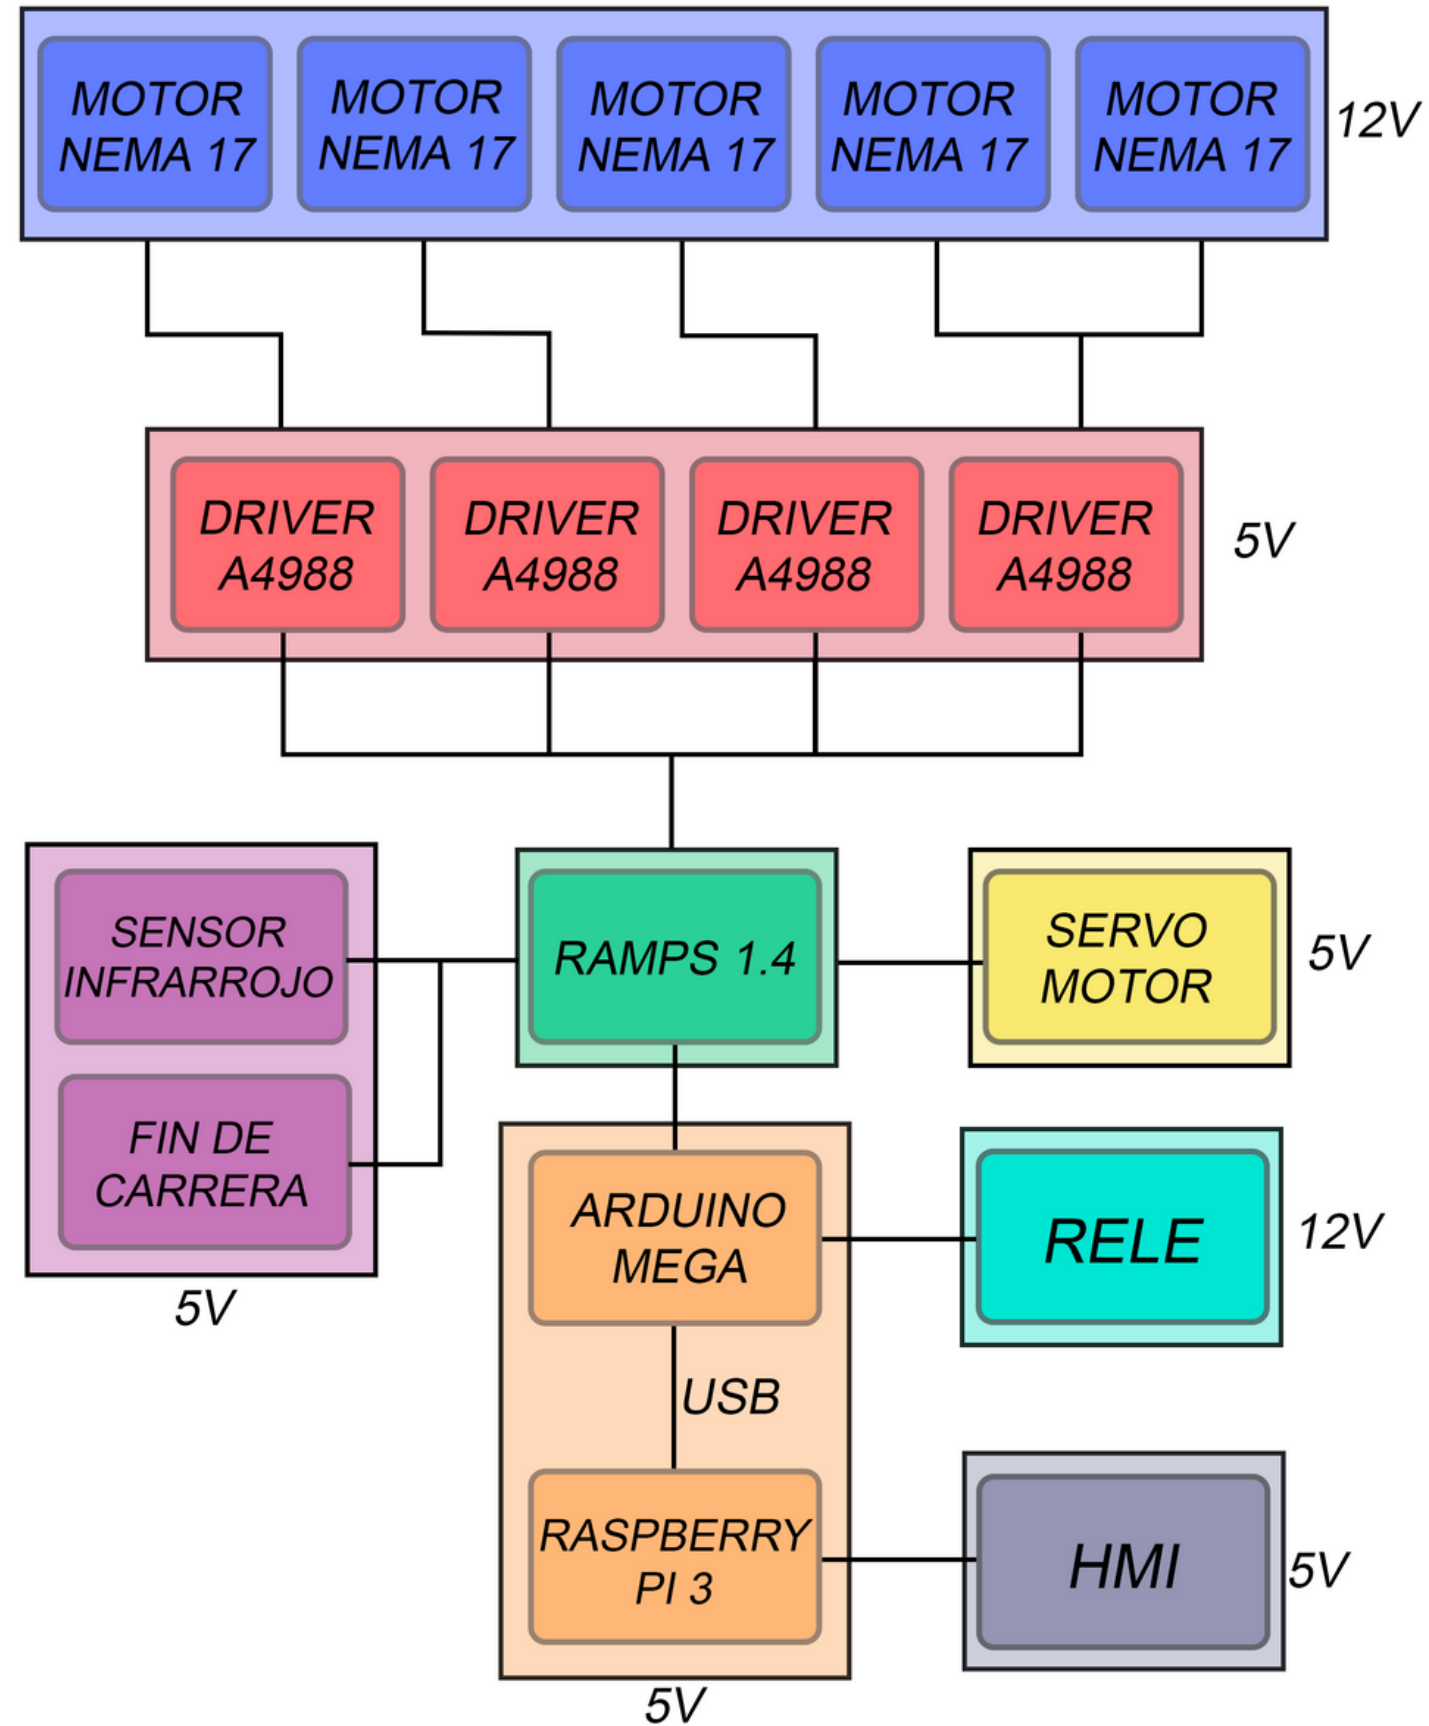 MOTOR
NEMA 17
MOTOR
NEMA 17
MOTOR
NEMA 17
MOTOR
NEMA 17
MOTOR
NEMA 17
12V
DRIVER
A4988
DRIVER
A4988
DRIVER
A4988
DRIVER
A4988
5V
SENSOR
INFRARROJO
FIN DE
CARRERA
5V
RAMPS 1.4
SERVO
MOTOR
5V
ARDUINO
MEGA
RELE
12V
USB
RASPBERRY
PI 3
5V
HMI
5V